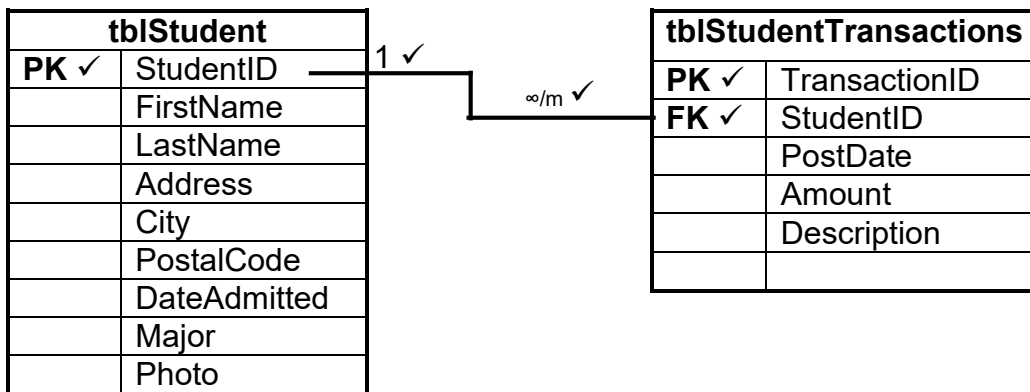 tblStudent
PK ✓ StudentID
FirstName
LastName
Address
City
PostalCode
DateAdmitted
Major
Photo
1 ✓
∞/m ✓
tblStudentTransactions
PK ✓ TransactionID
FK ✓ StudentID
PostDate
Amount
Description